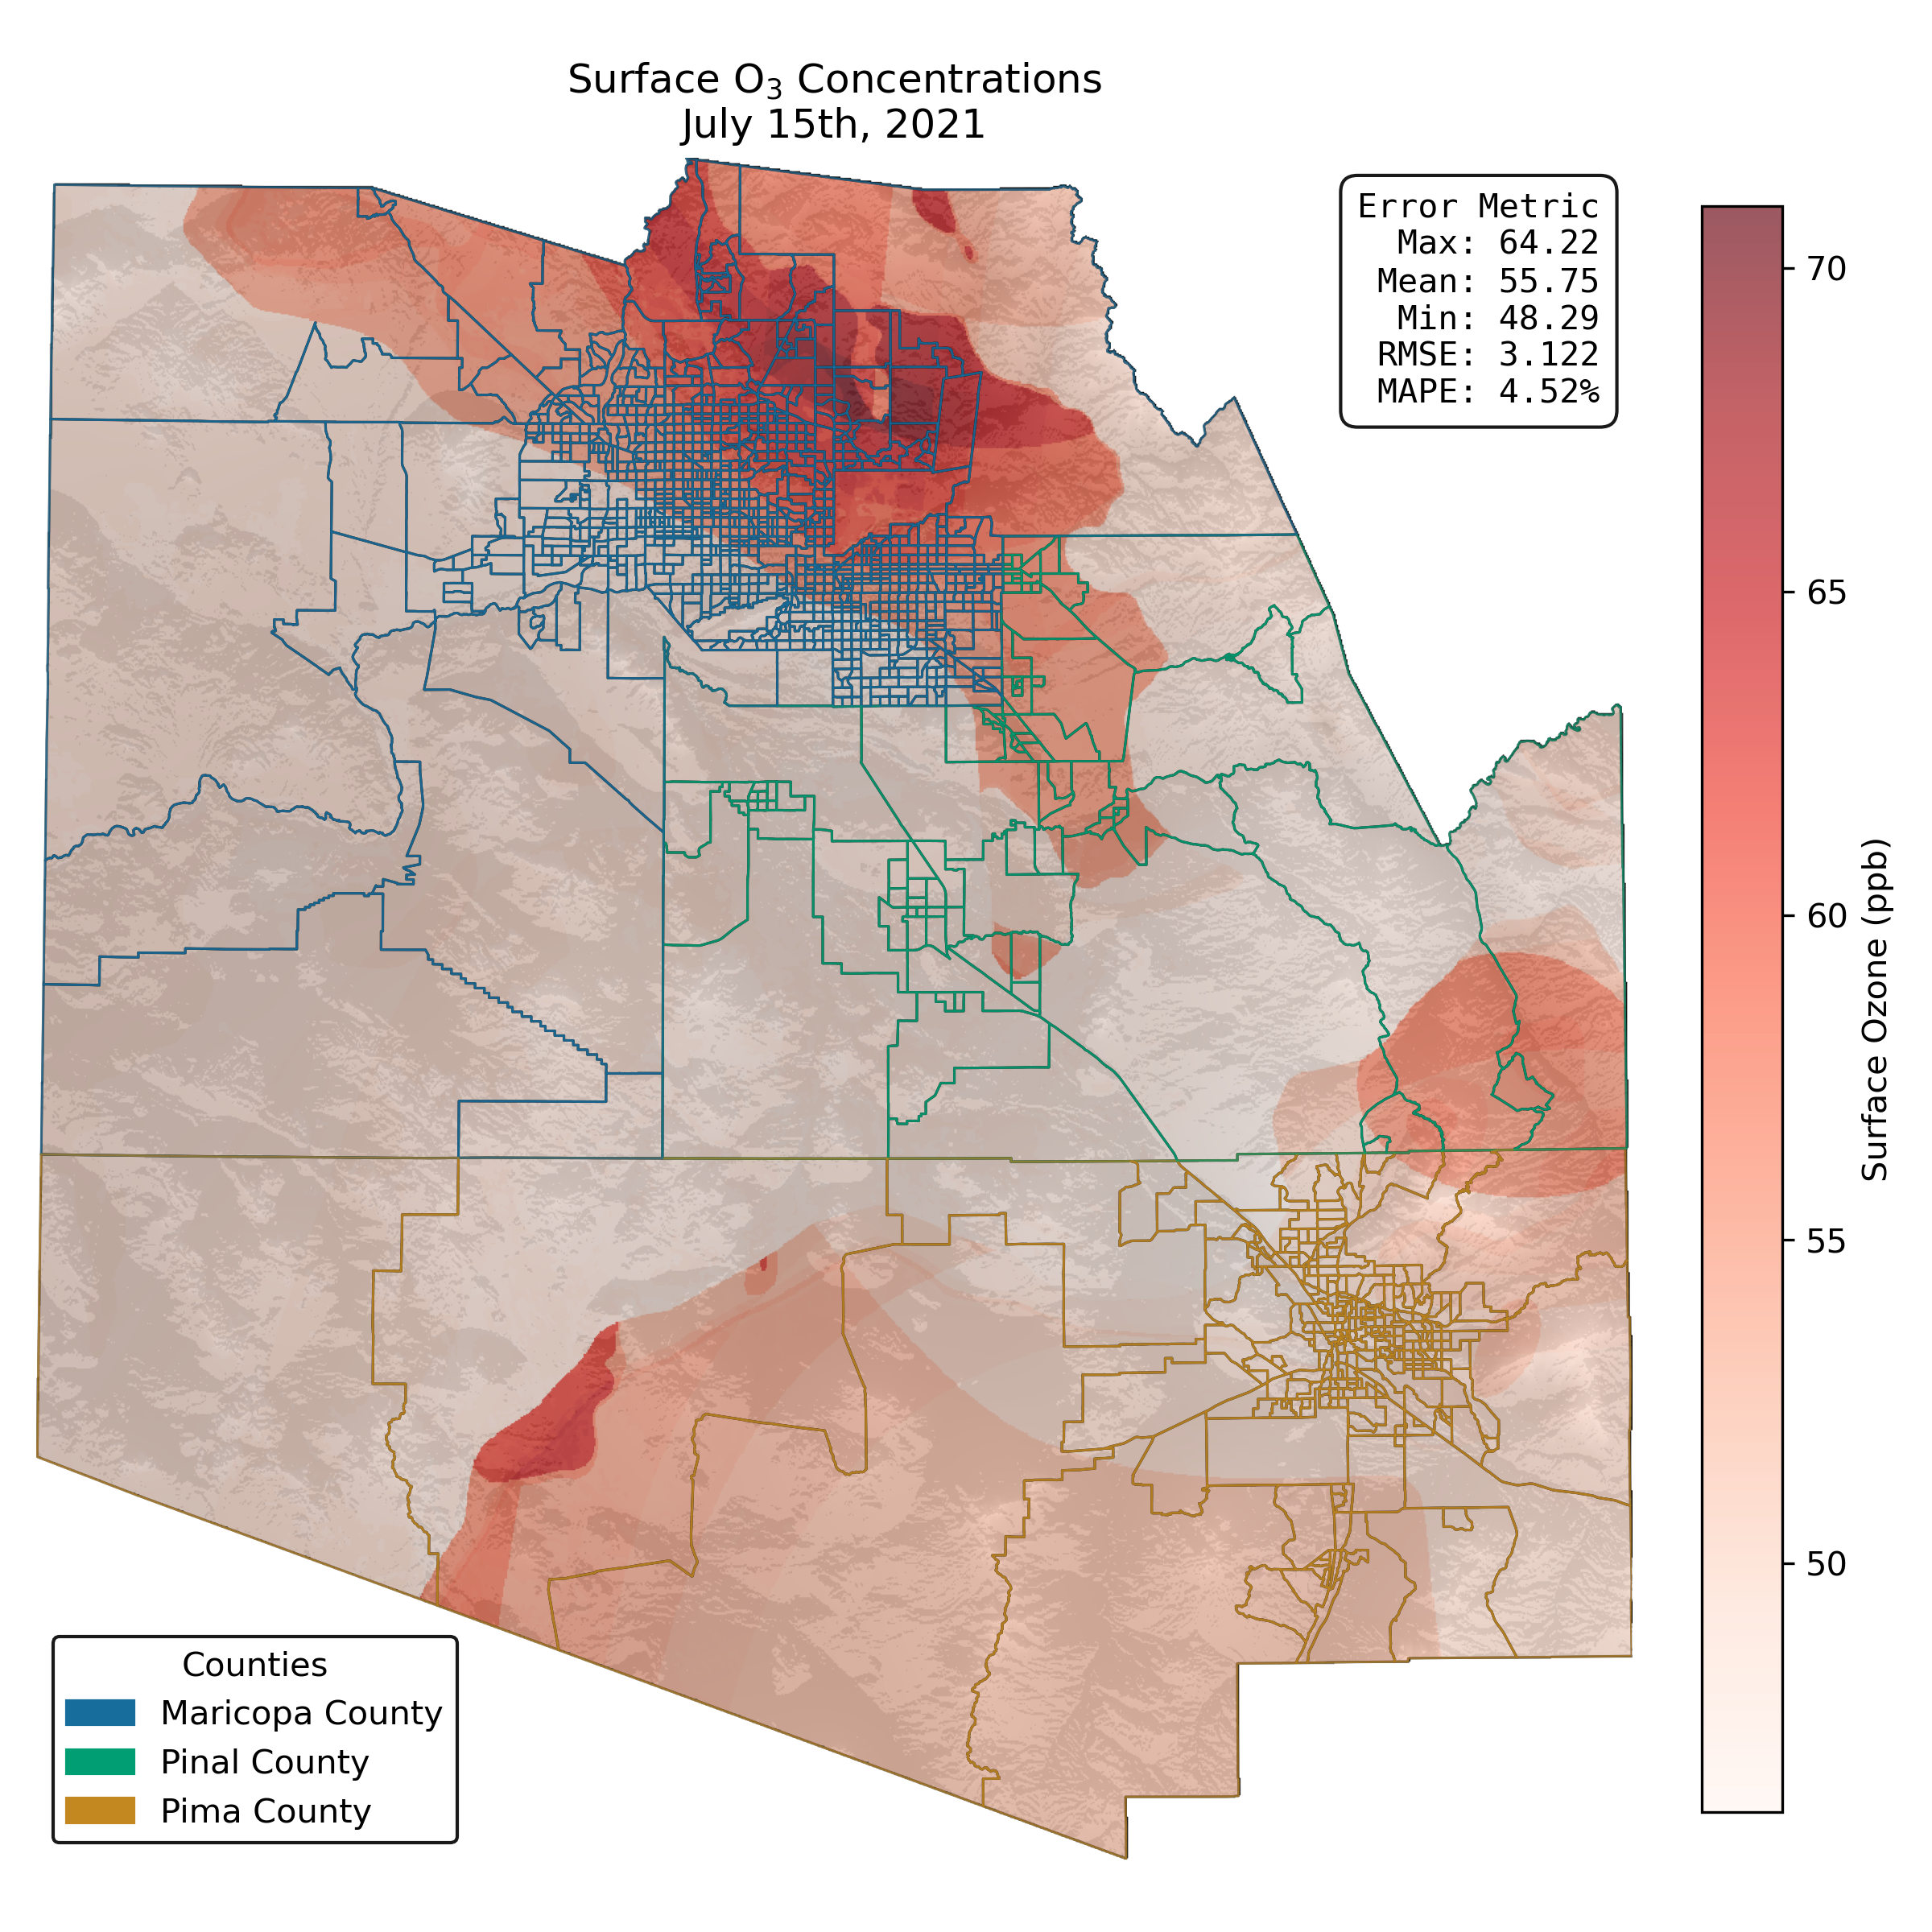 Surface O₃ Concentrations
July 15th, 2021
Error Metric
Max: 64.22
Mean: 55.75
Min: 48.29
RMSE: 3.122
MAPE: 4.52%
70
65
60
55
50
Surface Ozone (ppb)
Counties
Maricopa County
Pinal County
Pima County